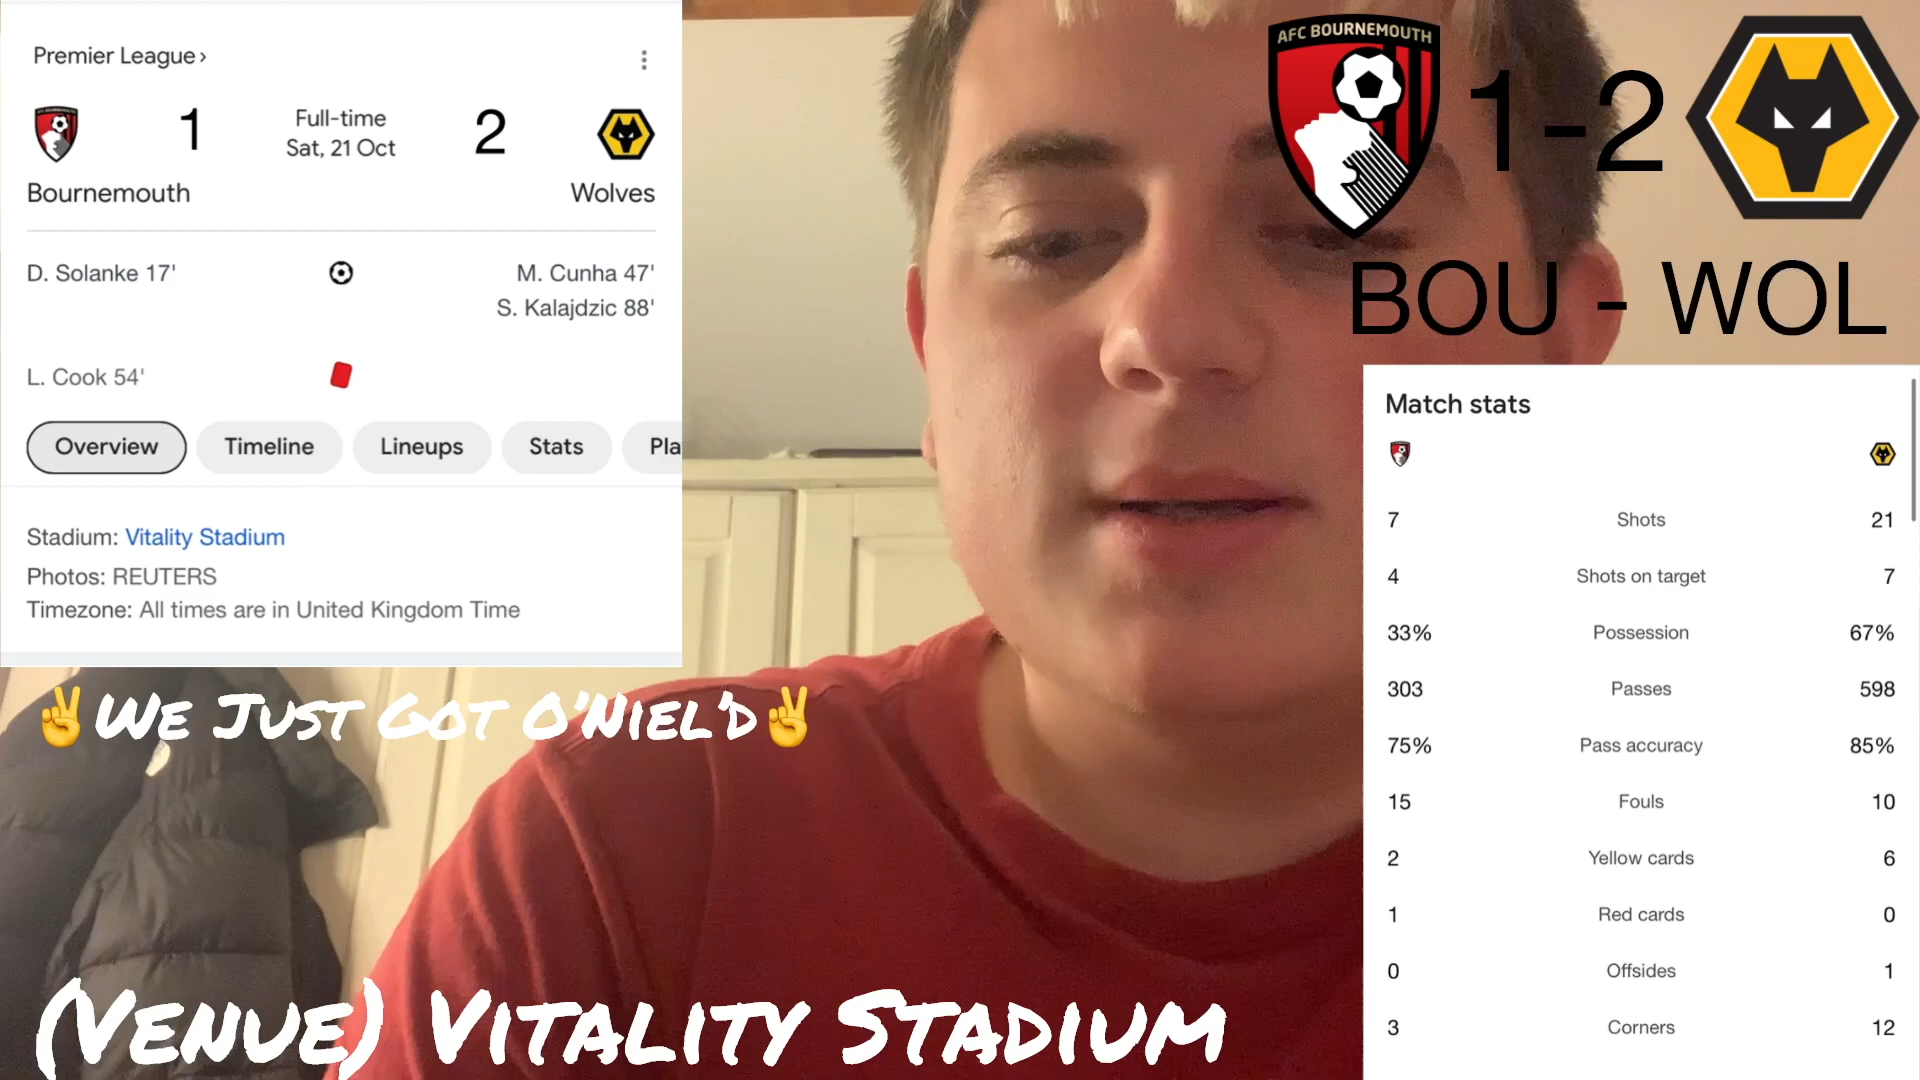 Premier League ›
1 Full-time 2
Sat, 21 Oct
Bournemouth Wolves
D. Solanke 17' M. Cunha 47'
S. Kalajdzic 88'
L. Cook 54'
Overview Timeline Lineups Stats Pla
Stadium: Vitality Stadium
Photos: REUTERS
Timezone: All times are in United Kingdom Time
✌️We Just Got O'Niel'd✌️
(Venue) Vitality Stadium
AFC BOURNEMOUTH
1-2
BOU - WOL
Match stats
7 Shots 21
4 Shots on target 7
33% Possession 67%
303 Passes 598
75% Pass accuracy 85%
15 Fouls 10
2 Yellow cards 6
1 Red cards 0
0 Offsides 1
3 Corners 12